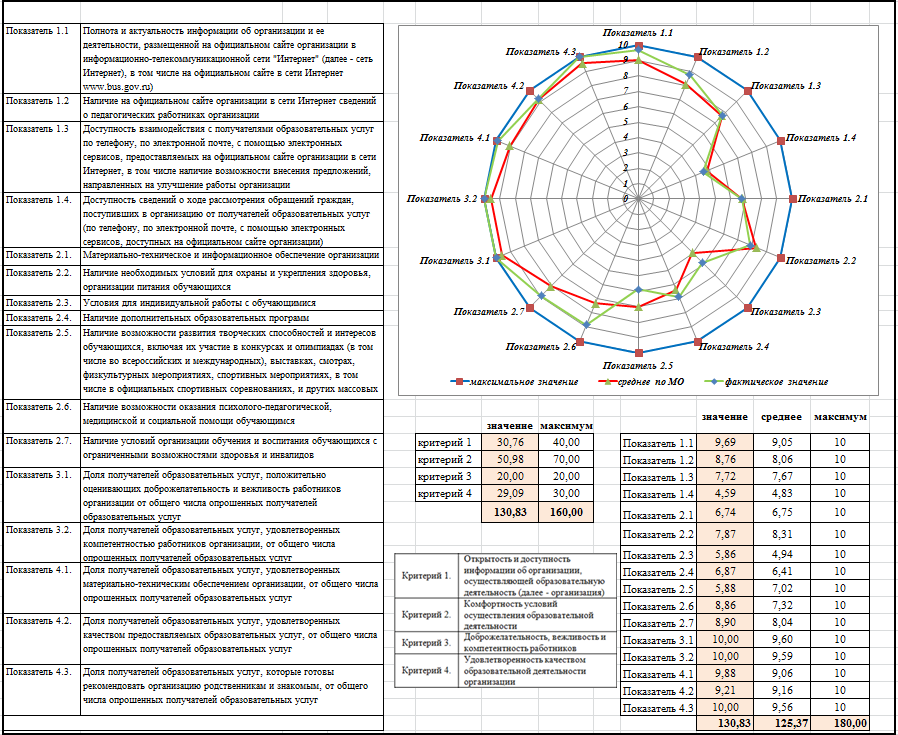 Показатель 1.1
Полнота и актуальность информации об организации и ее
деятельности, размещенной на официальном сайте организации в
информационно-телекоммуникационной сети "Интернет" (далее - сеть
Интернет), в том числе на официальном сайте в сети Интернет
www.bus.gov.ru)
Показатель 1.2
Наличие на официальном сайте организации в сети Интернет сведений
о педагогических работниках организации
Показатель 1.3
Доступность взаимодействия с получателями образовательных услуг
по телефону, по электронной почте, с помощью электронных
сервисов, предоставляемых на официальном сайте организации в сети
Интернет, в том числе наличие возможности внесения предложений,
направленных на улучшение работы организации
Показатель 1.4.
Доступность сведений о ходе рассмотрения обращений граждан,
поступивших в организацию от получателей образовательных услуг
(по телефону, по электронной почте, с помощью электронных
сервисов, доступных на официальном сайте организации)
Показатель 2.1.
Материально-техническое и информационное обеспечение организации
Показатель 2.2.
Наличие необходимых условий для охраны и укрепления здоровья,
организации питания обучающихся
Показатель 2.3.
Условия для индивидуальной работы с обучающимися
Показатель 2.4.
Наличие дополнительных образовательных программ
Показатель 2.5.
Наличие возможности развития творческих способностей и интересов
обучающихся, включая их участие в конкурсах и олимпиадах (в том
числе во всероссийских и международных), выставках, смотрах,
физкультурных мероприятиях, спортивных мероприятиях, в том
числе в официальных спортивных соревнованиях, и других массовых
Показатель 2.6.
Наличие возможности оказания психолого-педагогической,
медицинской и социальной помощи обучающимся
Показатель 2.7.
Наличие условий организации обучения и воспитания обучающихся с
ограниченными возможностями здоровья и инвалидов
Показатель 3.1.
Доля получателей образовательных услуг, положительно
оценивающих доброжелательность и вежливость работников
организации от общего числа опрошенных получателей
образовательных услуг
Показатель 3.2.
Доля получателей образовательных услуг, удовлетворенных
компетентностью работников организации, от общего числа
опрошенных получателей образовательных услуг
Показатель 4.1.
Доля получателей образовательных услуг, удовлетворенных
материально-техническим обеспечением организации, от общего числа
опрошенных получателей образовательных услуг
Показатель 4.2.
Доля получателей образовательных услуг, удовлетворенных
качеством предоставляемых образовательных услуг, от общего числа
опрошенных получателей образовательных услуг
Показатель 4.3.
Доля получателей образовательных услуг, которые готовы
рекомендовать организацию родственникам и знакомым, от общего
числа опрошенных получателей образовательных услуг
Показатель 1.1
Показатель 1.2
Показатель 1.3
Показатель 1.4
Показатель 2.1
Показатель 2.2
Показатель 2.3
Показатель 2.4
Показатель 2.5
Показатель 2.6
Показатель 2.7
Показатель 3.1
Показатель 3.2
Показатель 4.1
Показатель 4.2
Показатель 4.3
10
9
8
7
6
5
4
3
2
1
0
максимальное значение
среднее по МО
фактическое значение
значение максимум
критерий 1 30,76 40,00
критерий 2 50,98 70,00
критерий 3 20,00 20,00
критерий 4 29,09 30,00
130,83 160,00
Критерий 1.
Открытость и доступность
информации об организации,
осуществляющей образовательную
деятельность (далее - организация)
Критерий 2.
Комфортность условий
осуществления образовательной
деятельности
Критерий 3.
Доброжелательность, вежливость и
компетентность работников
Критерий 4.
Удовлетворенность качеством
образовательной деятельности
организации
значение среднее максимум
Показатель 1.1 9,69 9,05 10
Показатель 1.2 8,76 8,06 10
Показатель 1.3 7,72 7,67 10
Показатель 1.4 4,59 4,83 10
Показатель 2.1 6,74 6,75 10
Показатель 2.2 7,87 8,31 10
Показатель 2.3 5,86 4,94 10
Показатель 2.4 6,87 6,41 10
Показатель 2.5 5,88 7,02 10
Показатель 2.6 8,86 7,32 10
Показатель 2.7 8,90 8,04 10
Показатель 3.1 10,00 9,60 10
Показатель 3.2 10,00 9,59 10
Показатель 4.1 9,88 9,06 10
Показатель 4.2 9,21 9,16 10
Показатель 4.3 10,00 9,56 10
130,83 125,37 180,00